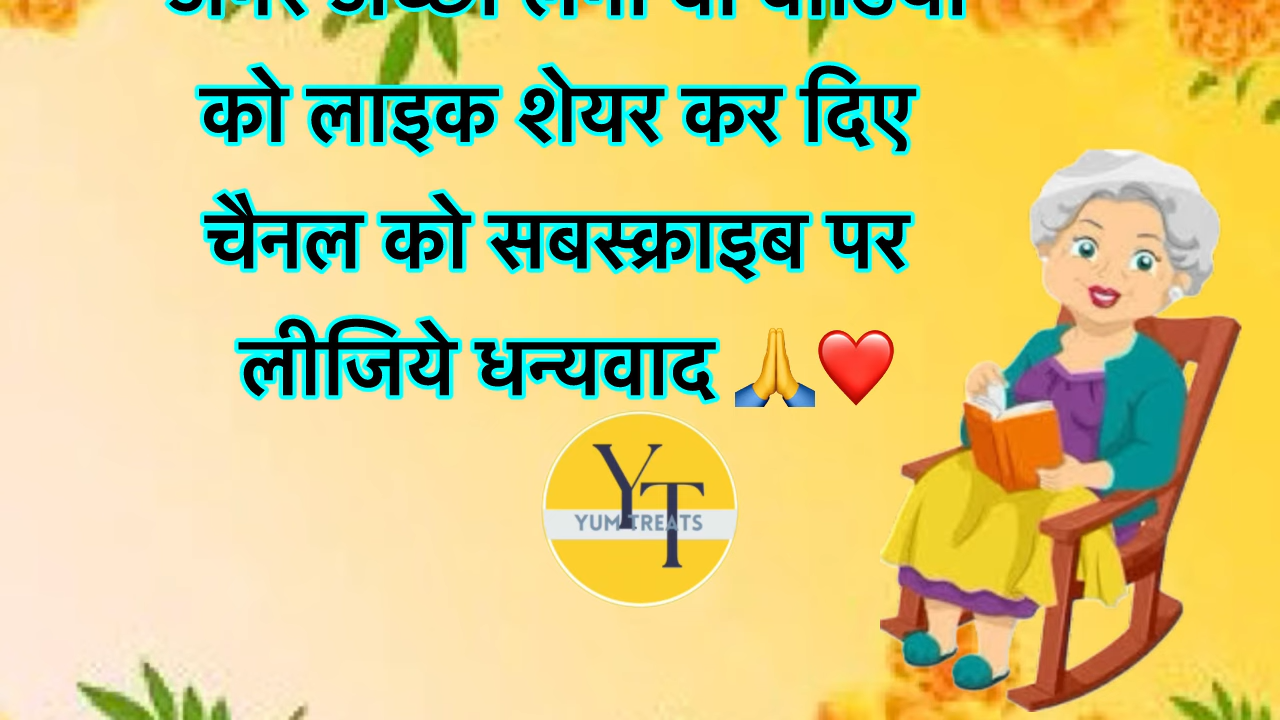 को लाइक शेयर कर दिए
चैनल को सबस्क्राइब पर
लीजिये धन्यवाद 🙏❤️
YT
YUM TREATS